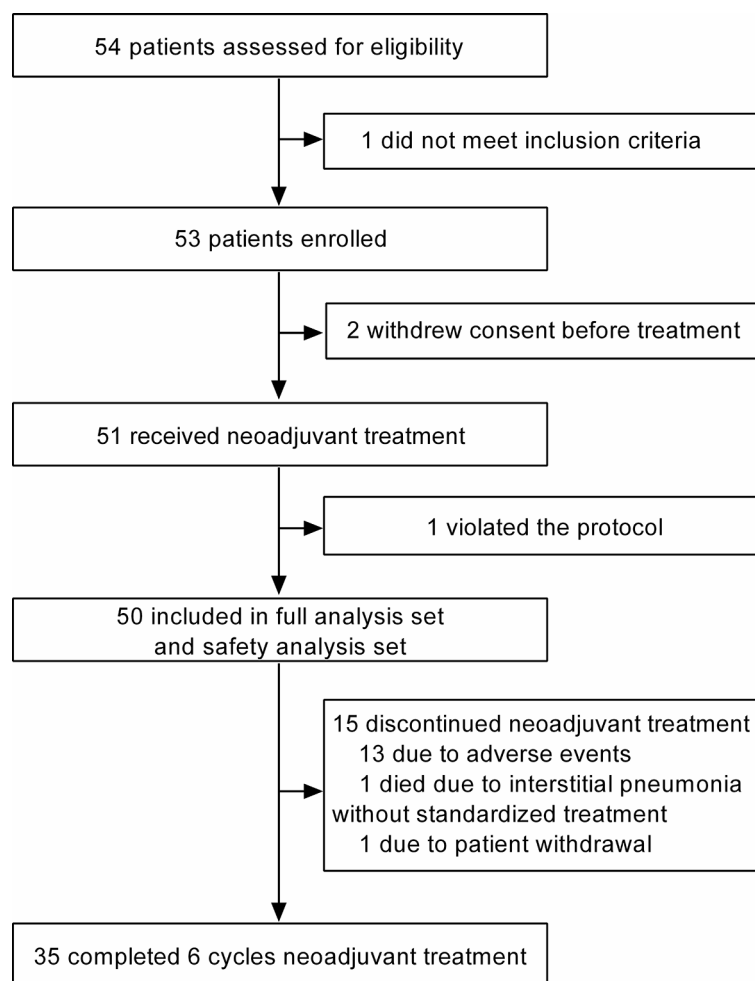 54 patients assessed for eligibility
1 did not meet inclusion criteria
53 patients enrolled
2 withdrew consent before treatment
51 received neoadjuvant treatment
1 violated the protocol
50 included in full analysis set
and safety analysis set
15 discontinued neoadjuvant treatment
13 due to adverse events
1 died due to interstitial pneumonia
without standardized treatment
1 due to patient withdrawal
35 completed 6 cycles neoadjuvant treatment